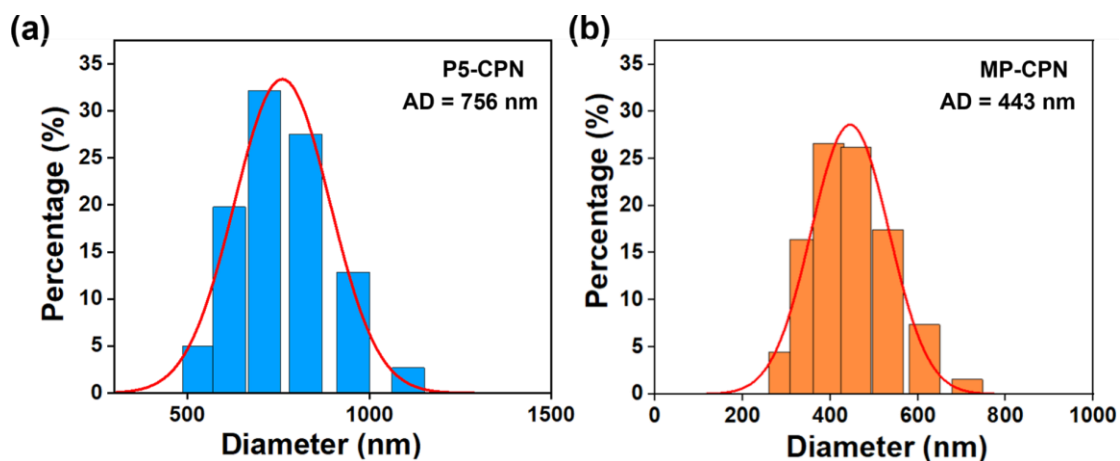 (a)
P5-CPN
AD = 756 nm
Percentage (%)
35
30
25
20
15
10
5
0
500
1000
1500
Diameter (nm)
(b)
MP-CPN
AD = 443 nm
Percentage (%)
35
30
25
20
15
10
5
0
0
200
400
600
800
1000
Diameter (nm)